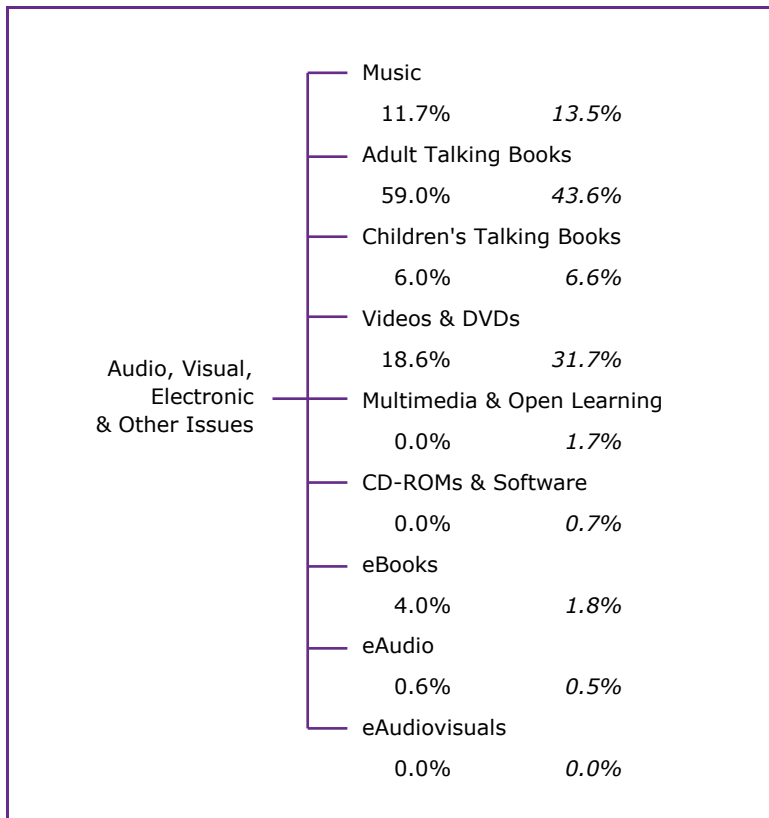 Music
11.7% 13.5%
Adult Talking Books
59.0% 43.6%
Children's Talking Books
6.0% 6.6%
Videos & DVDs
18.6% 31.7%
Audio, Visual,
Electronic
& Other Issues
Multimedia & Open Learning
0.0% 1.7%
CD-ROMs & Software
0.0% 0.7%
eBooks
4.0% 1.8%
eAudio
0.6% 0.5%
eAudiovisuals
0.0% 0.0%